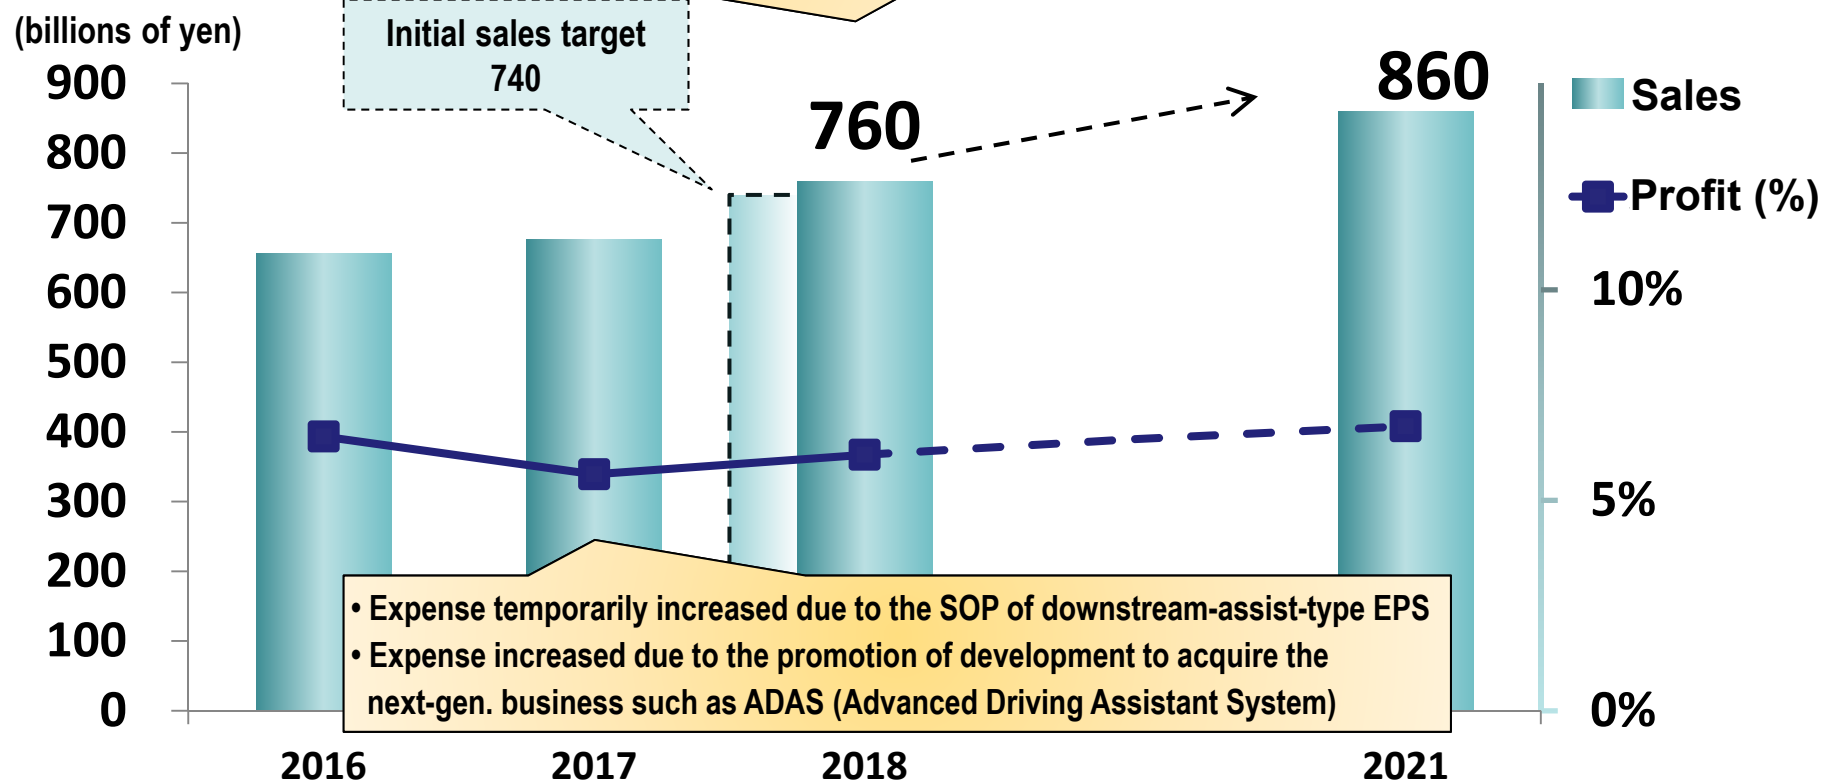 (billions of yen)
Initial sales target
740
900
800
700
600
500
400
300
200
100
0
760
860
Sales
Profit (%)
10%
5%
0%
• Expense temporarily increased due to the SOP of downstream-assist-type EPS
• Expense increased due to the promotion of development to acquire the
next-gen. business such as ADAS (Advanced Driving Assistant System)
2016
2017
2018
2021